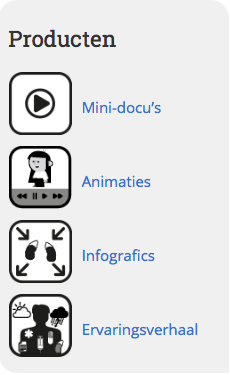 Producten
Mini-docu's
Animaties
Infografics
Ervaringsverhaal